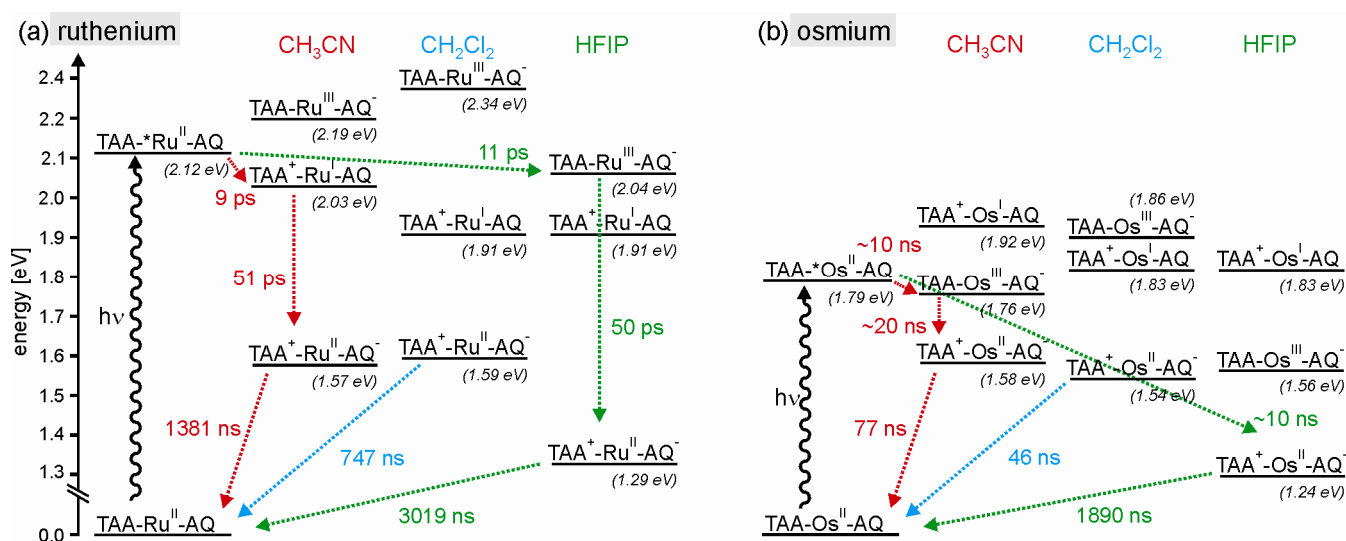 (a) ruthenium
CH₃CN
CH₂Cl₂
HFIP
energy [eV]
2.4
2.2
2.1
2.0
1.9
1.8
1.6
1.5
1.4
1.3
0.0
TAA-Ruᴵᴵᴵ-AQ⁻
(2.34 eV)
TAA-Ruᴵᴵᴵ-AQ⁻
(2.19 eV)
TAA-*Ruᴵᴵ-AQ
(2.12 eV)
11 ps
TAA-Ruᴵᴵᴵ-AQ⁻
(2.04 eV)
9 ps
TAA⁺-Ruᴵ-AQ
(2.03 eV)
TAA⁺-Ruᴵ-AQ
(1.91 eV)
TAA⁺-Ruᴵ-AQ
(1.91 eV)
51 ps
hν
50 ps
TAA⁺-Ruᴵᴵ-AQ⁻
(1.57 eV)
TAA⁺-Ruᴵᴵ-AQ⁻
(1.59 eV)
1381 ns
747 ns
TAA⁺-Ruᴵᴵ-AQ⁻
(1.29 eV)
3019 ns
TAA-Ruᴵᴵ-AQ
(b) osmium
CH₃CN
CH₂Cl₂
HFIP
TAA⁺-Osᴵ-AQ
(1.92 eV)
(1.86 eV)
TAA-Osᴵᴵᴵ-AQ⁻
~10 ns
TAA-*Osᴵᴵ-AQ
(1.79 eV)
TAA-Osᴵᴵᴵ-AQ⁻
(1.76 eV)
TAA⁺-Osᴵ-AQ
(1.83 eV)
TAA⁺-Osᴵ-AQ
(1.83 eV)
~20 ns
TAA⁺-Osᴵᴵ-AQ⁻
(1.58 eV)
TAA⁺-Osᴵᴵ-AQ⁻
(1.54 eV)
TAA-Osᴵᴵᴵ-AQ⁻
(1.56 eV)
hν
~10 ns
77 ns
46 ns
TAA⁺-Osᴵᴵ-AQ⁻
(1.24 eV)
1890 ns
TAA-Osᴵᴵ-AQ